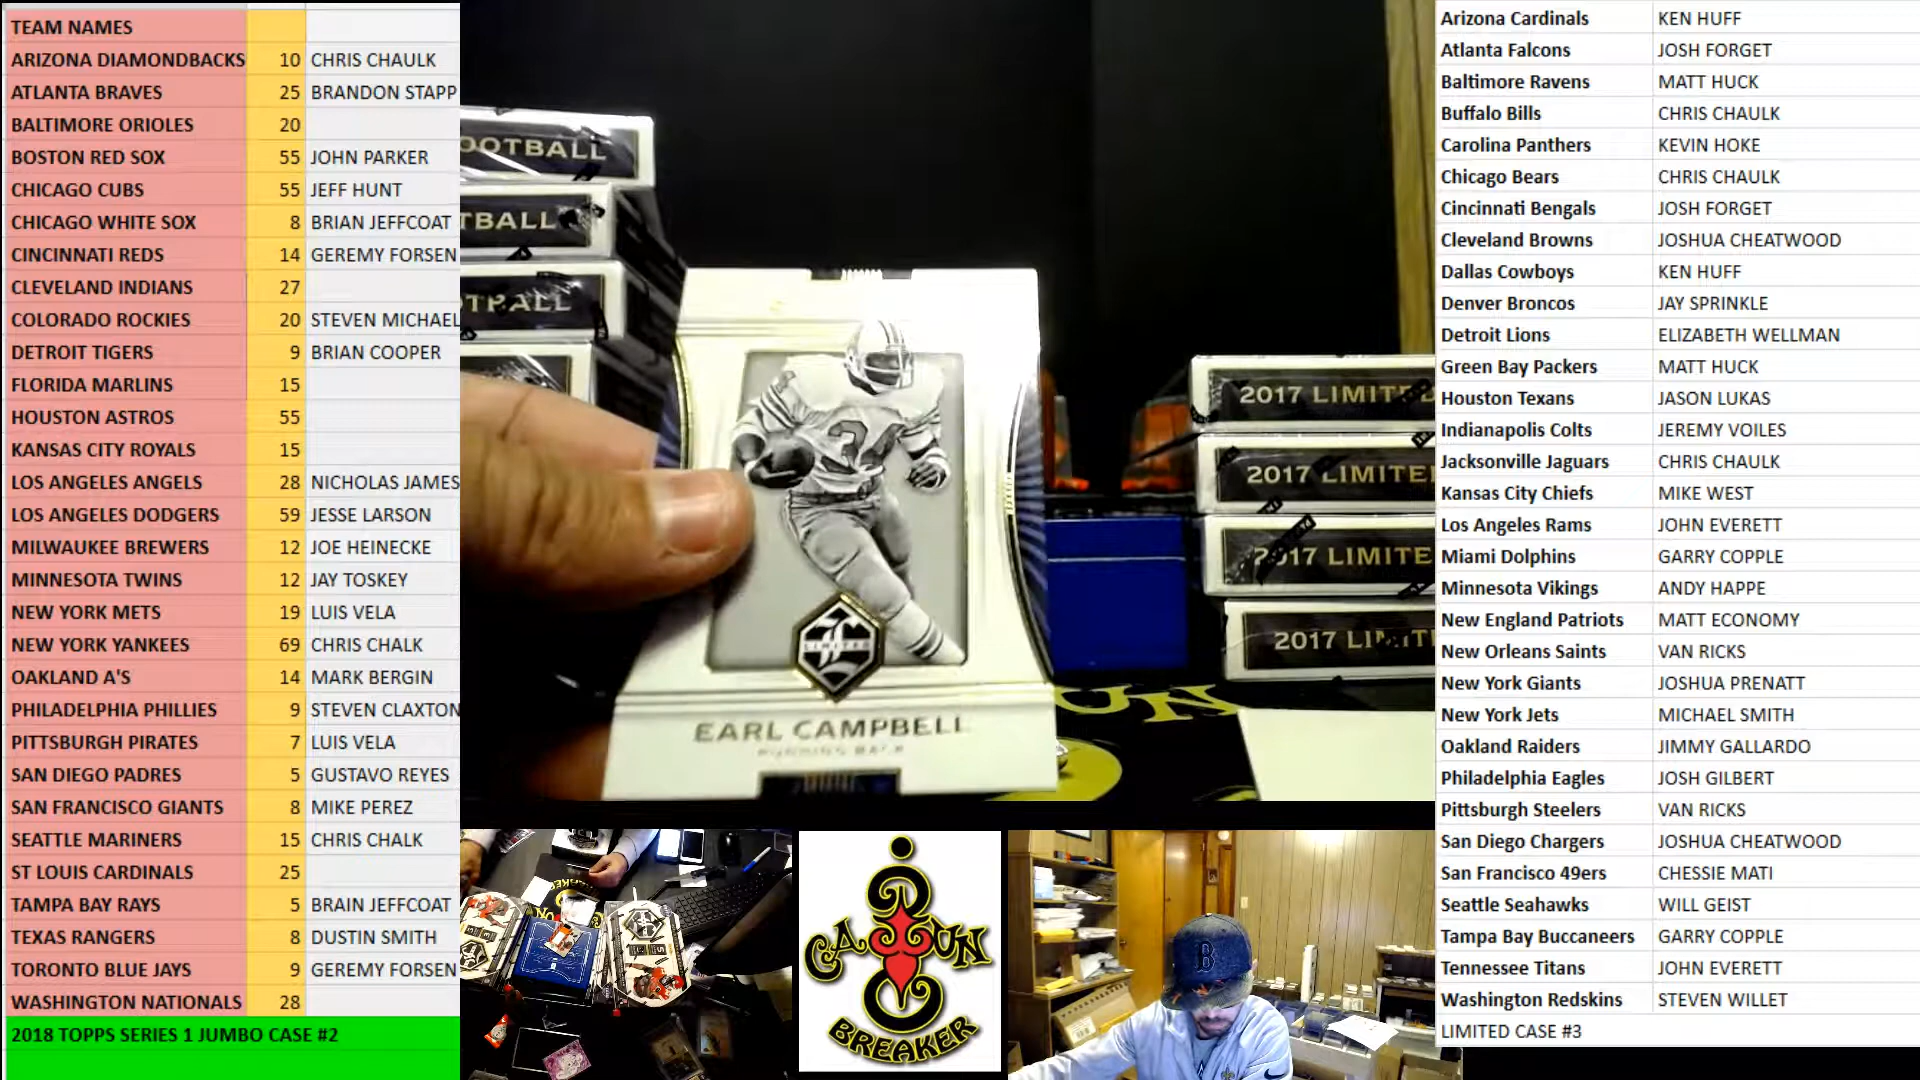 TEAM NAMES
ARIZONA DIAMONDBACKS 10 CHRIS CHAULK
ATLANTA BRAVES 25 BRANDON STAPP
BALTIMORE ORIOLES 20
BOSTON RED SOX 55 JOHN PARKER
CHICAGO CUBS 55 JEFF HUNT
CHICAGO WHITE SOX 8 BRIAN JEFFCOAT
CINCINNATI REDS 14 GEREMY FORSEN
CLEVELAND INDIANS 27
COLORADO ROCKIES 20 STEVEN MICHAEL
DETROIT TIGERS 9 BRIAN COOPER
FLORIDA MARLINS 15
HOUSTON ASTROS 55
KANSAS CITY ROYALS 15
LOS ANGELES ANGELS 28 NICHOLAS JAMES
LOS ANGELES DODGERS 59 JESSE LARSON
MILWAUKEE BREWERS 12 JOE HEINECKE
MINNESOTA TWINS 12 JAY TOSKEY
NEW YORK METS 19 LUIS VELA
NEW YORK YANKEES 69 CHRIS CHALK
OAKLAND A'S 14 MARK BERGIN
PHILADELPHIA PHILLIES 9 STEVEN CLAXTON
PITTSBURGH PIRATES 7 LUIS VELA
SAN DIEGO PADRES 5 GUSTAVO REYES
SAN FRANCISCO GIANTS 8 MIKE PEREZ
SEATTLE MARINERS 15 CHRIS CHALK
ST LOUIS CARDINALS 25
TAMPA BAY RAYS 5 BRAIN JEFFCOAT
TEXAS RANGERS 8 DUSTIN SMITH
TORONTO BLUE JAYS 9 GEREMY FORSEN
WASHINGTON NATIONALS 28
2018 TOPPS SERIES 1 JUMBO CASE #2
OOTBALL
TBALL
TBALL
34
LIMITED
EARL CAMPBELL
RUNNING BACK
2017 LIMITED
2017 LIMITE
2017 LIMITE
2017 LIMIT
CAJUN
BREAKER
B
Arizona Cardinals KEN HUFF
Atlanta Falcons JOSH FORGET
Baltimore Ravens MATT HUCK
Buffalo Bills CHRIS CHAULK
Carolina Panthers KEVIN HOKE
Chicago Bears CHRIS CHAULK
Cincinnati Bengals JOSH FORGET
Cleveland Browns JOSHUA CHEATWOOD
Dallas Cowboys KEN HUFF
Denver Broncos JAY SPRINKLE
Detroit Lions ELIZABETH WELLMAN
Green Bay Packers MATT HUCK
Houston Texans JASON LUKAS
Indianapolis Colts JEREMY VOILES
Jacksonville Jaguars CHRIS CHAULK
Kansas City Chiefs MIKE WEST
Los Angeles Rams JOHN EVERETT
Miami Dolphins GARRY COPPLE
Minnesota Vikings ANDY HAPPE
New England Patriots MATT ECONOMY
New Orleans Saints VAN RICKS
New York Giants JOSHUA PRENATT
New York Jets MICHAEL SMITH
Oakland Raiders JIMMY GALLARDO
Philadelphia Eagles JOSH GILBERT
Pittsburgh Steelers VAN RICKS
San Diego Chargers JOSHUA CHEATWOOD
San Francisco 49ers CHESSIE MATI
Seattle Seahawks WILL GEIST
Tampa Bay Buccaneers GARRY COPPLE
Tennessee Titans JOHN EVERETT
Washington Redskins STEVEN WILLET
LIMITED CASE #3